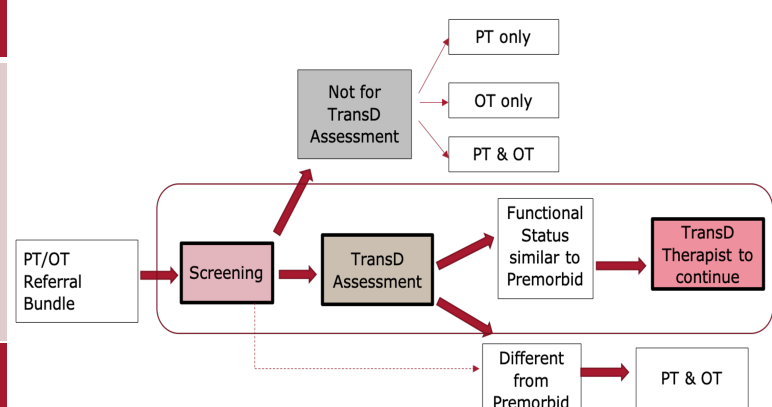 PT only
Not for
TransD
Assessment
OT only
PT & OT
PT/OT
Referral
Bundle
Screening
TransD
Assessment
Functional
Status
similar to
Premorbid
TransD
Therapist to
continue
Different
from
Premorbid
PT & OT